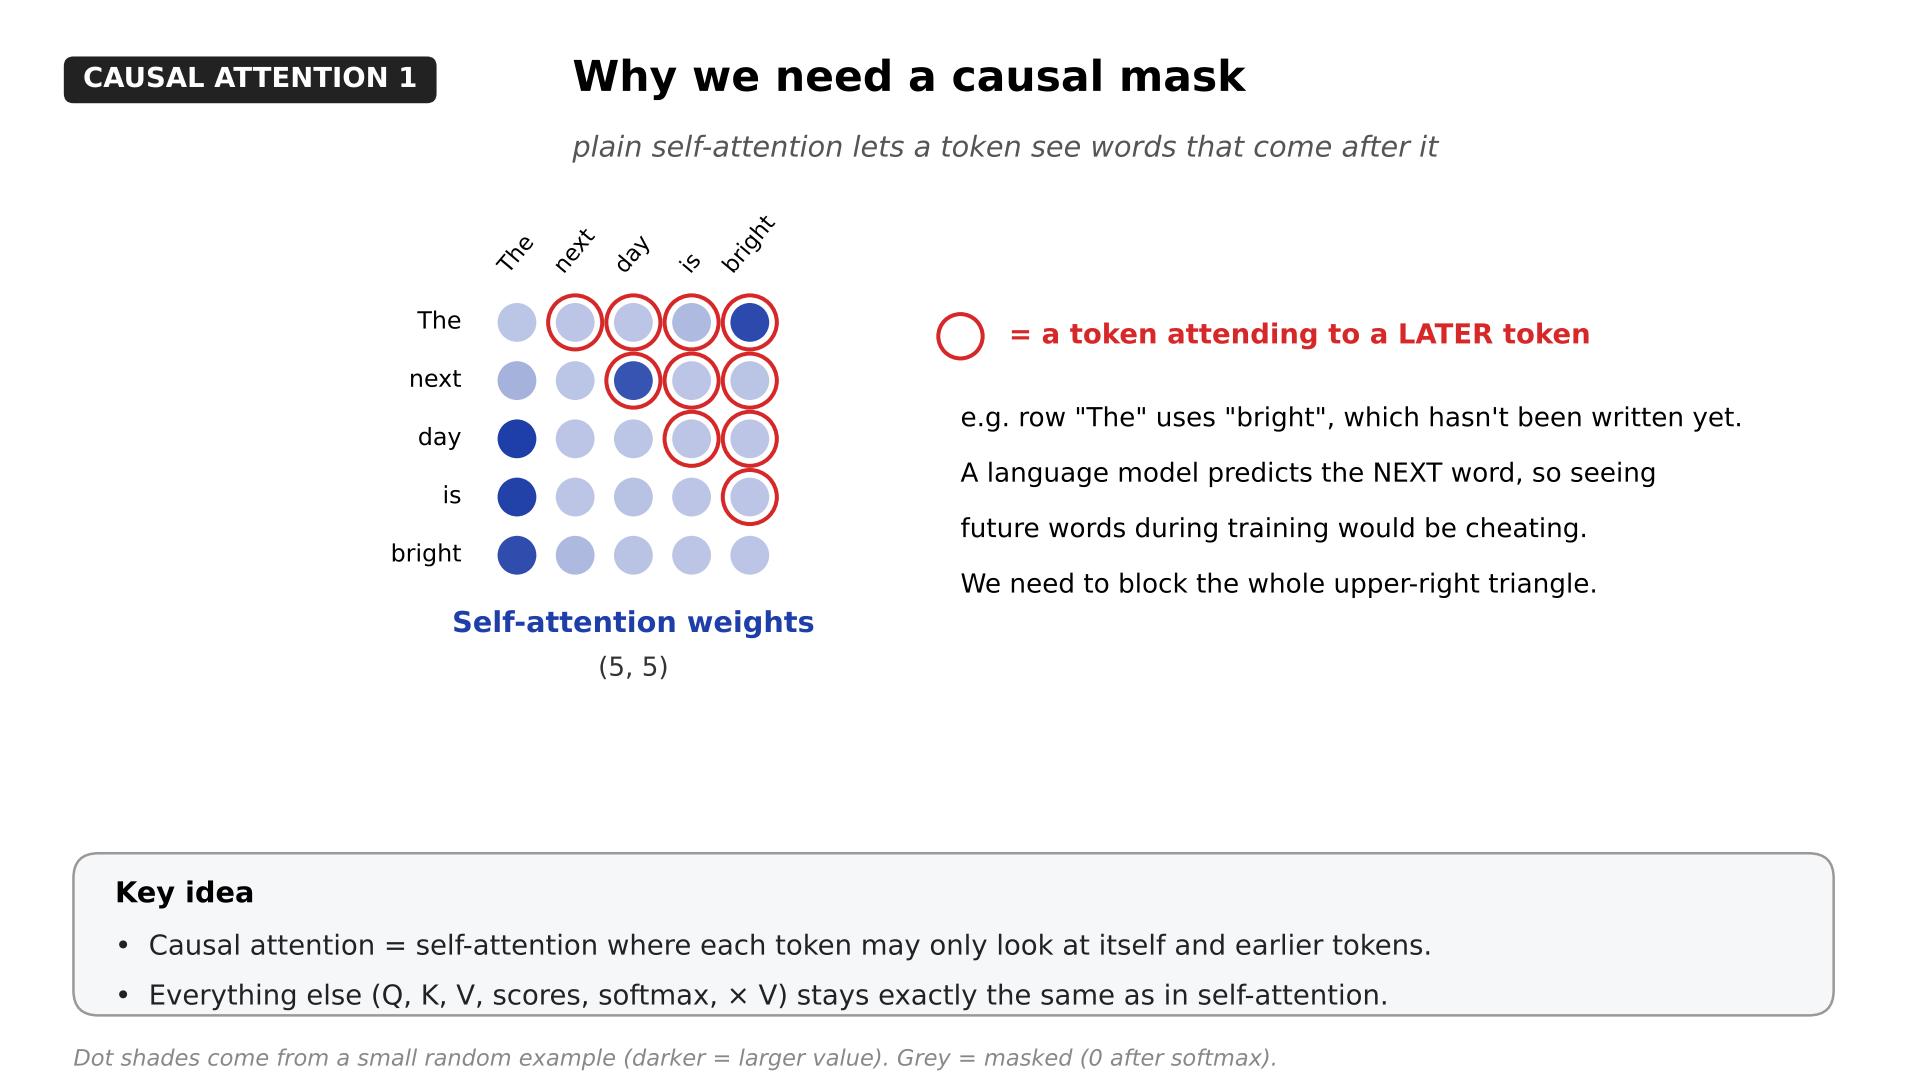 CAUSAL ATTENTION 1
Why we need a causal mask
plain self-attention lets a token see words that come after it
The next day is bright
The
next
day
is
bright
Self-attention weights
(5, 5)
= a token attending to a LATER token
e.g. row "The" uses "bright", which hasn't been written yet.
A language model predicts the NEXT word, so seeing
future words during training would be cheating.
We need to block the whole upper-right triangle.
Key idea
• Causal attention = self-attention where each token may only look at itself and earlier tokens.
• Everything else (Q, K, V, scores, softmax, × V) stays exactly the same as in self-attention.
Dot shades come from a small random example (darker = larger value). Grey = masked (0 after softmax).